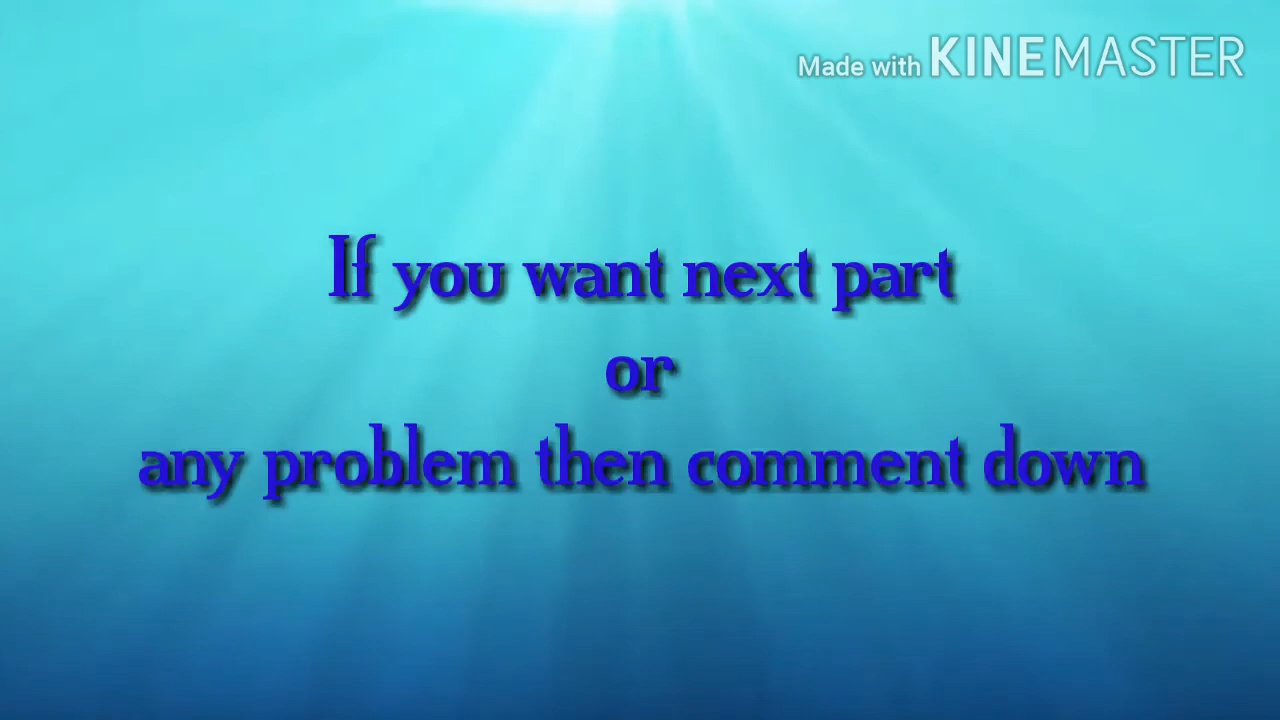 Made with KINEMASTER
If you want next part
or
any problem then comment down